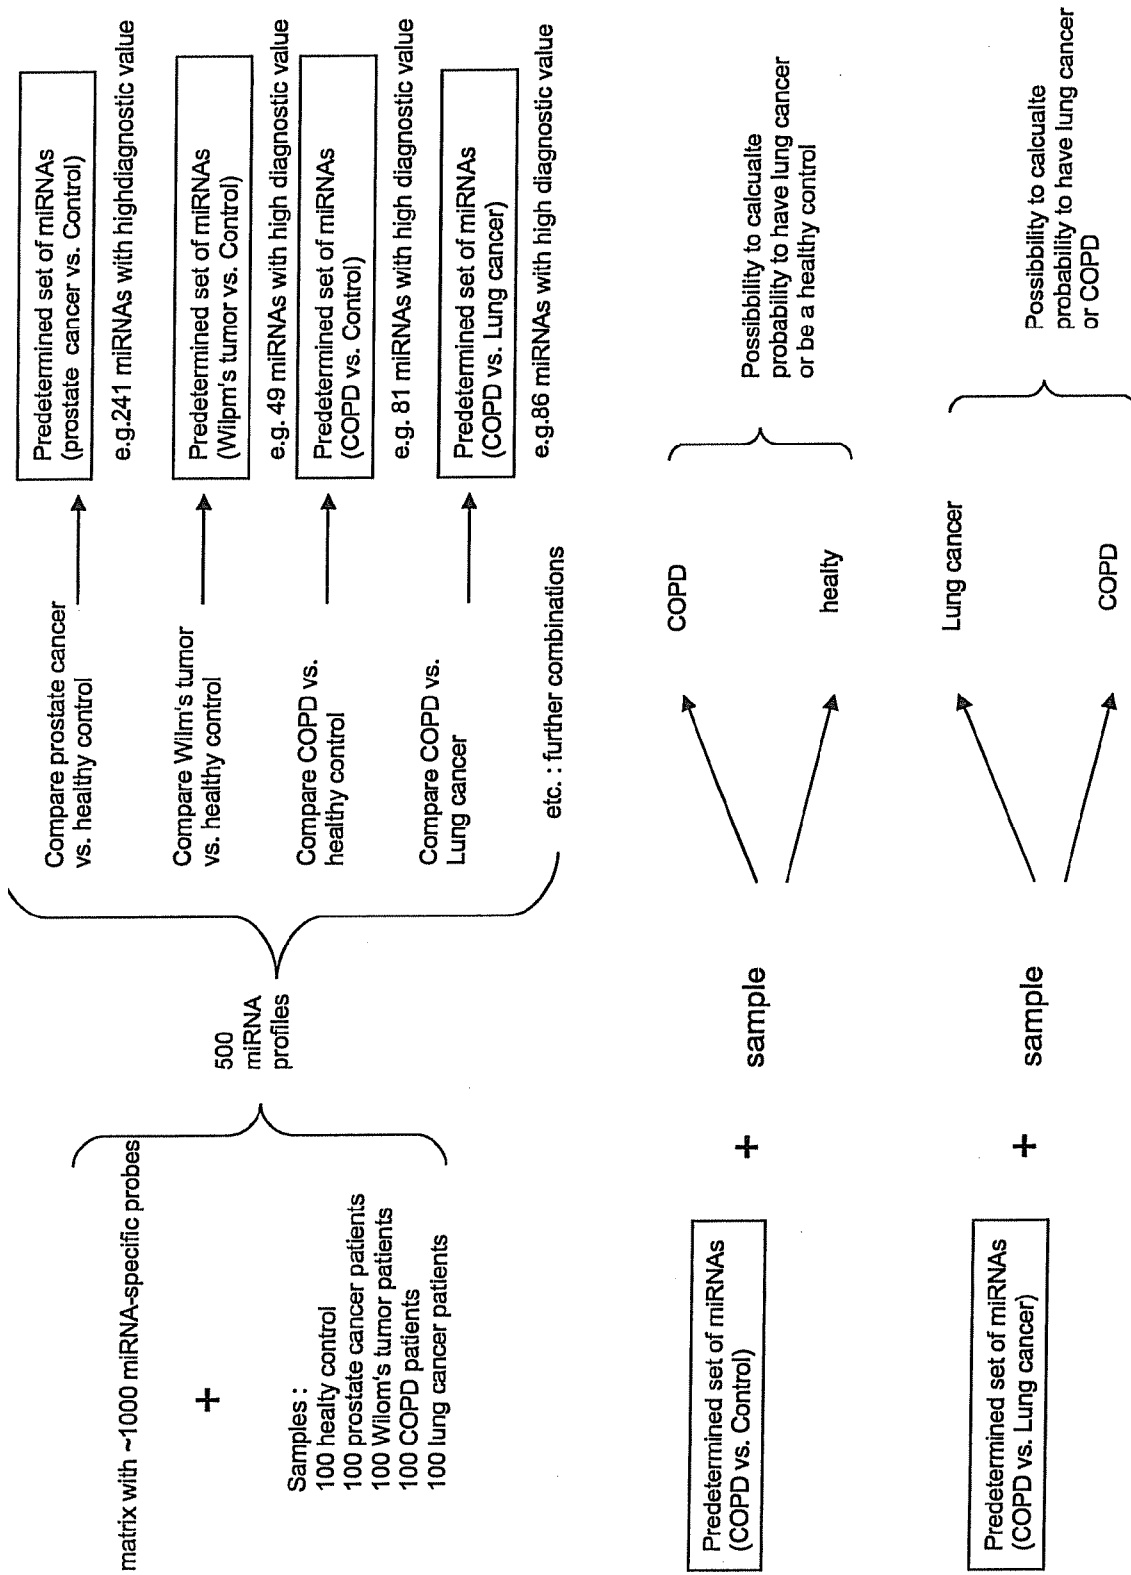 matrix with ~1000 miRNA-specific probes
+
Samples :
100 healty control
100 prostate cancer patients
100 Wilom's tumor patients
100 COPD patients
100 lung cancer patients
500
miRNA
profiles
Compare prostate cancer
vs. healthy control
Predetermined set of miRNAs
(prostate cancer vs. Control)
e.g.241 miRNAs with highdiagnostic value
Compare Wilm's tumor
vs. healthy control
Predetermined set of miRNAs
(Wilpm's tumor vs. Control)
e.g. 49 miRNAs with high diagnostic value
Compare COPD vs.
healthy control
Predetermined set of miRNAs
(COPD vs. Control)
e.g. 81 miRNAs with high diagnostic value
Compare COPD vs.
Lung cancer
Predetermined set of miRNAs
(COPD vs. Lung cancer)
e.g.86 miRNAs with high diagnostic value
etc. : further combinations
Predetermined set of miRNAs
(COPD vs. Control)
+
sample
COPD
healty
Possibbility to calcualte
probability to have lung cancer
or be a healthy control
Predetermined set of miRNAs
(COPD vs. Lung cancer)
+
sample
Lung cancer
COPD
Possibbility to calcualte
probability to have lung cancer
or COPD